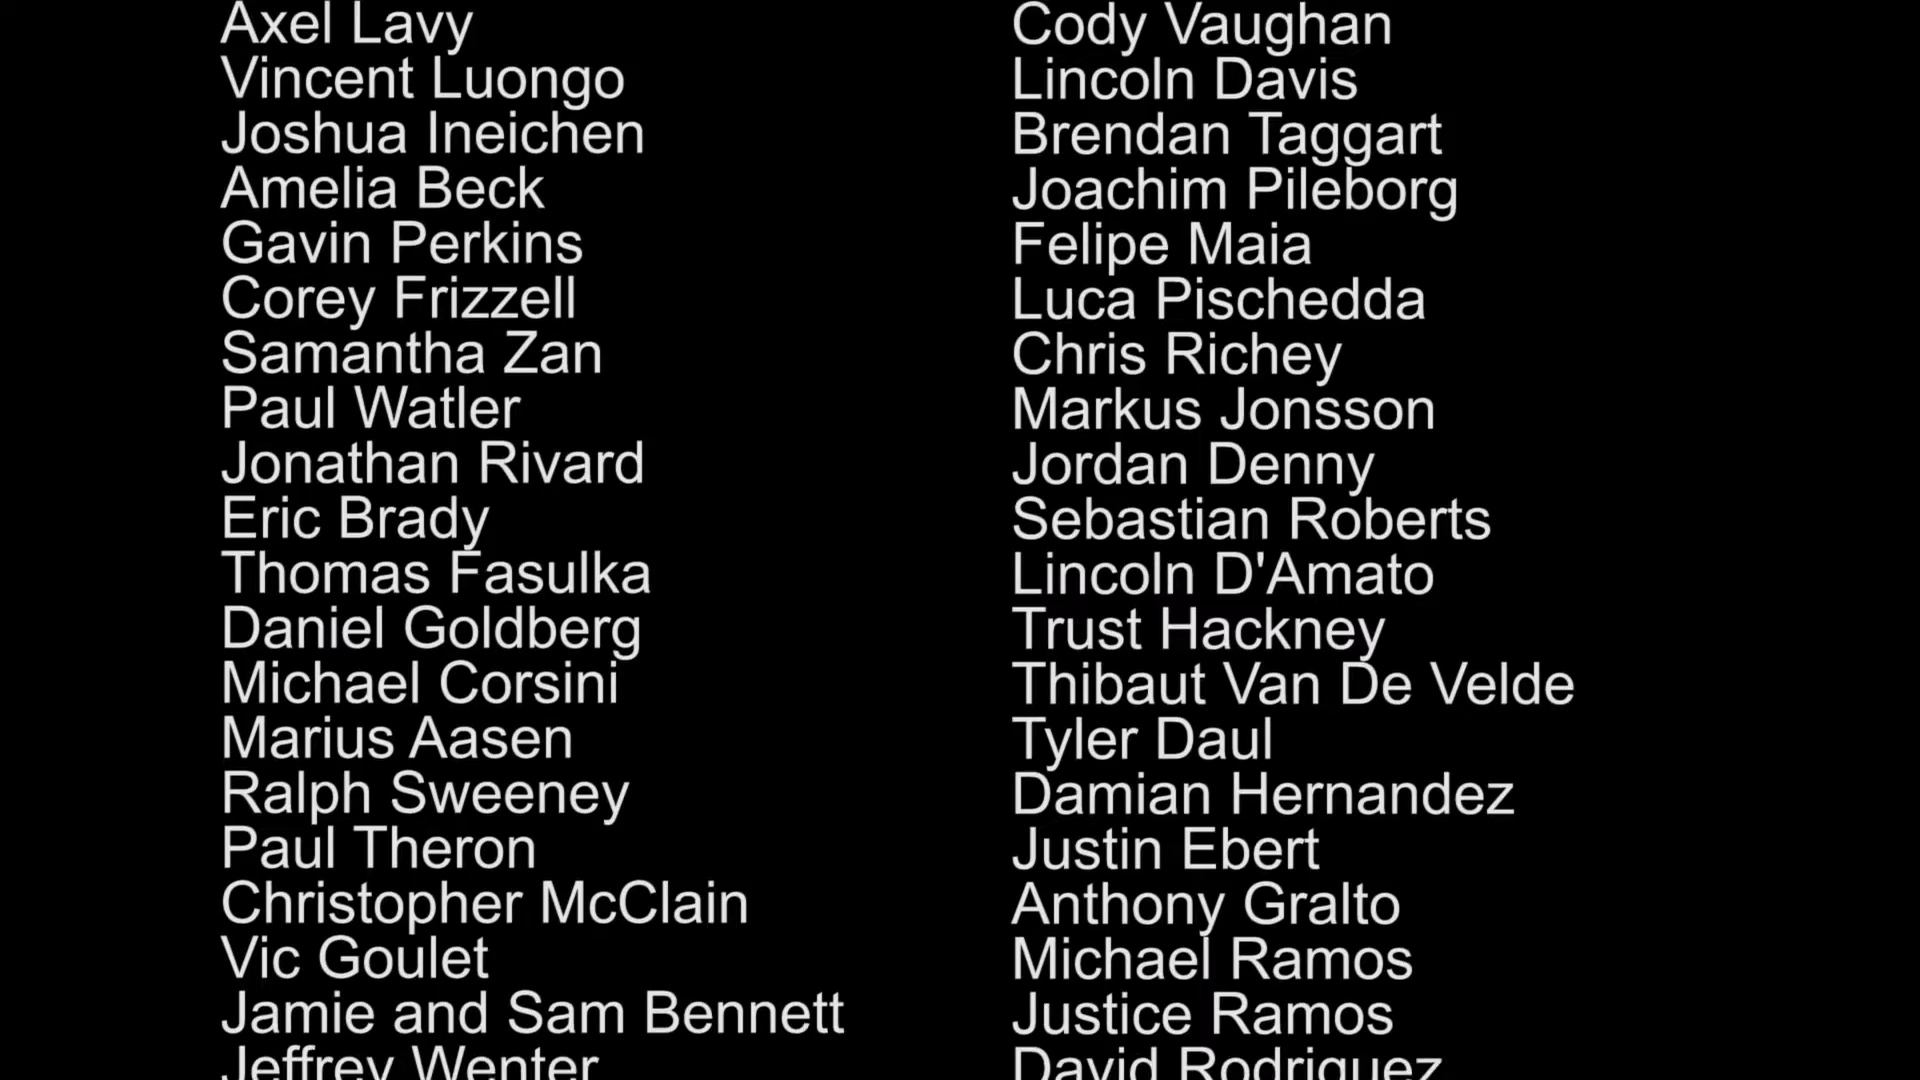 Axel Lavy
Vincent Luongo
Joshua Ineichen
Amelia Beck
Gavin Perkins
Corey Frizzell
Samantha Zan
Paul Watler
Jonathan Rivard
Eric Brady
Thomas Fasulka
Daniel Goldberg
Michael Corsini
Marius Aasen
Ralph Sweeney
Paul Theron
Christopher McClain
Vic Goulet
Jamie and Sam Bennett
Jeffrey Wenter
Cody Vaughan
Lincoln Davis
Brendan Taggart
Joachim Pileborg
Felipe Maia
Luca Pischedda
Chris Richey
Markus Jonsson
Jordan Denny
Sebastian Roberts
Lincoln D'Amato
Trust Hackney
Thibaut Van De Velde
Tyler Daul
Damian Hernandez
Justin Ebert
Anthony Gralto
Michael Ramos
Justice Ramos
David Rodriguez